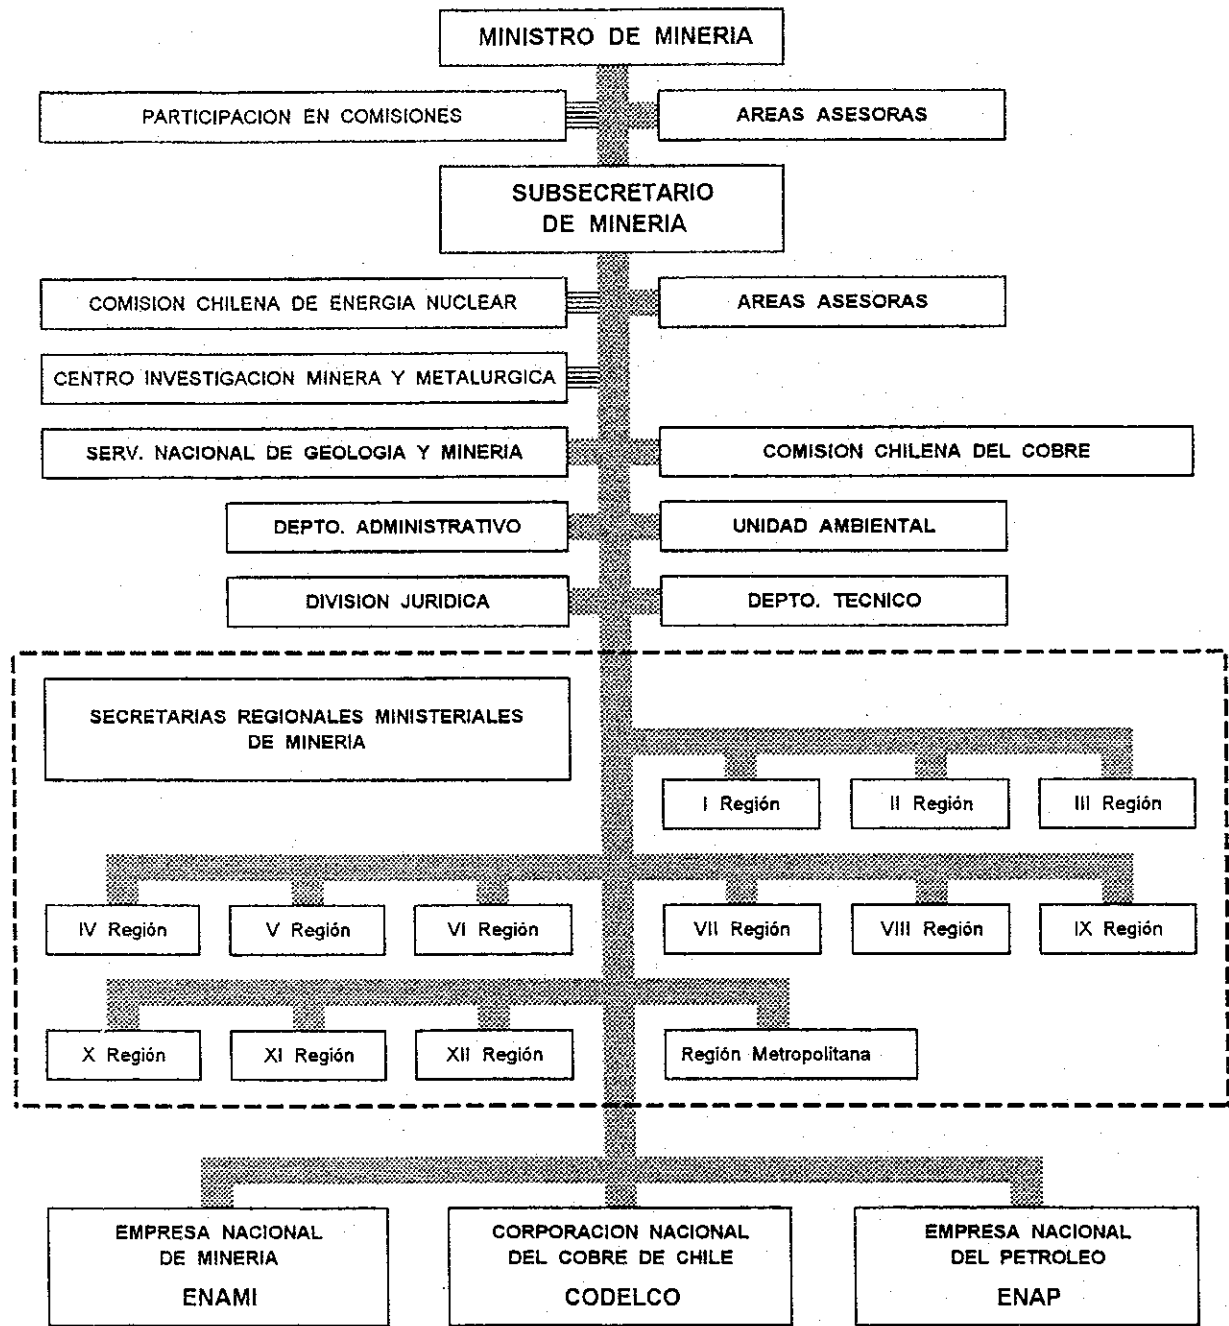 MINISTRO DE MINERIA
PARTICIPACION EN COMISIONES
AREAS ASESORAS
SUBSECRETARIO
DE MINERIA
COMISION CHILENA DE ENERGIA NUCLEAR
AREAS ASESORAS
CENTRO INVESTIGACION MINERA Y METALURGICA
SERV. NACIONAL DE GEOLOGIA Y MINERIA
COMISION CHILENA DEL COBRE
DEPTO. ADMINISTRATIVO
UNIDAD AMBIENTAL
DIVISION JURIDICA
DEPTO. TECNICO
SECRETARIAS REGIONALES MINISTERIALES
DE MINERIA
I Región
II Región
III Región
IV Región
V Región
VI Región
VII Región
VIII Región
IX Región
X Región
XI Región
XII Región
Región Metropolitana
EMPRESA NACIONAL
DE MINERIA
ENAMI
CORPORACION NACIONAL
DEL COBRE DE CHILE
CODELCO
EMPRESA NACIONAL
DEL PETROLEO
ENAP